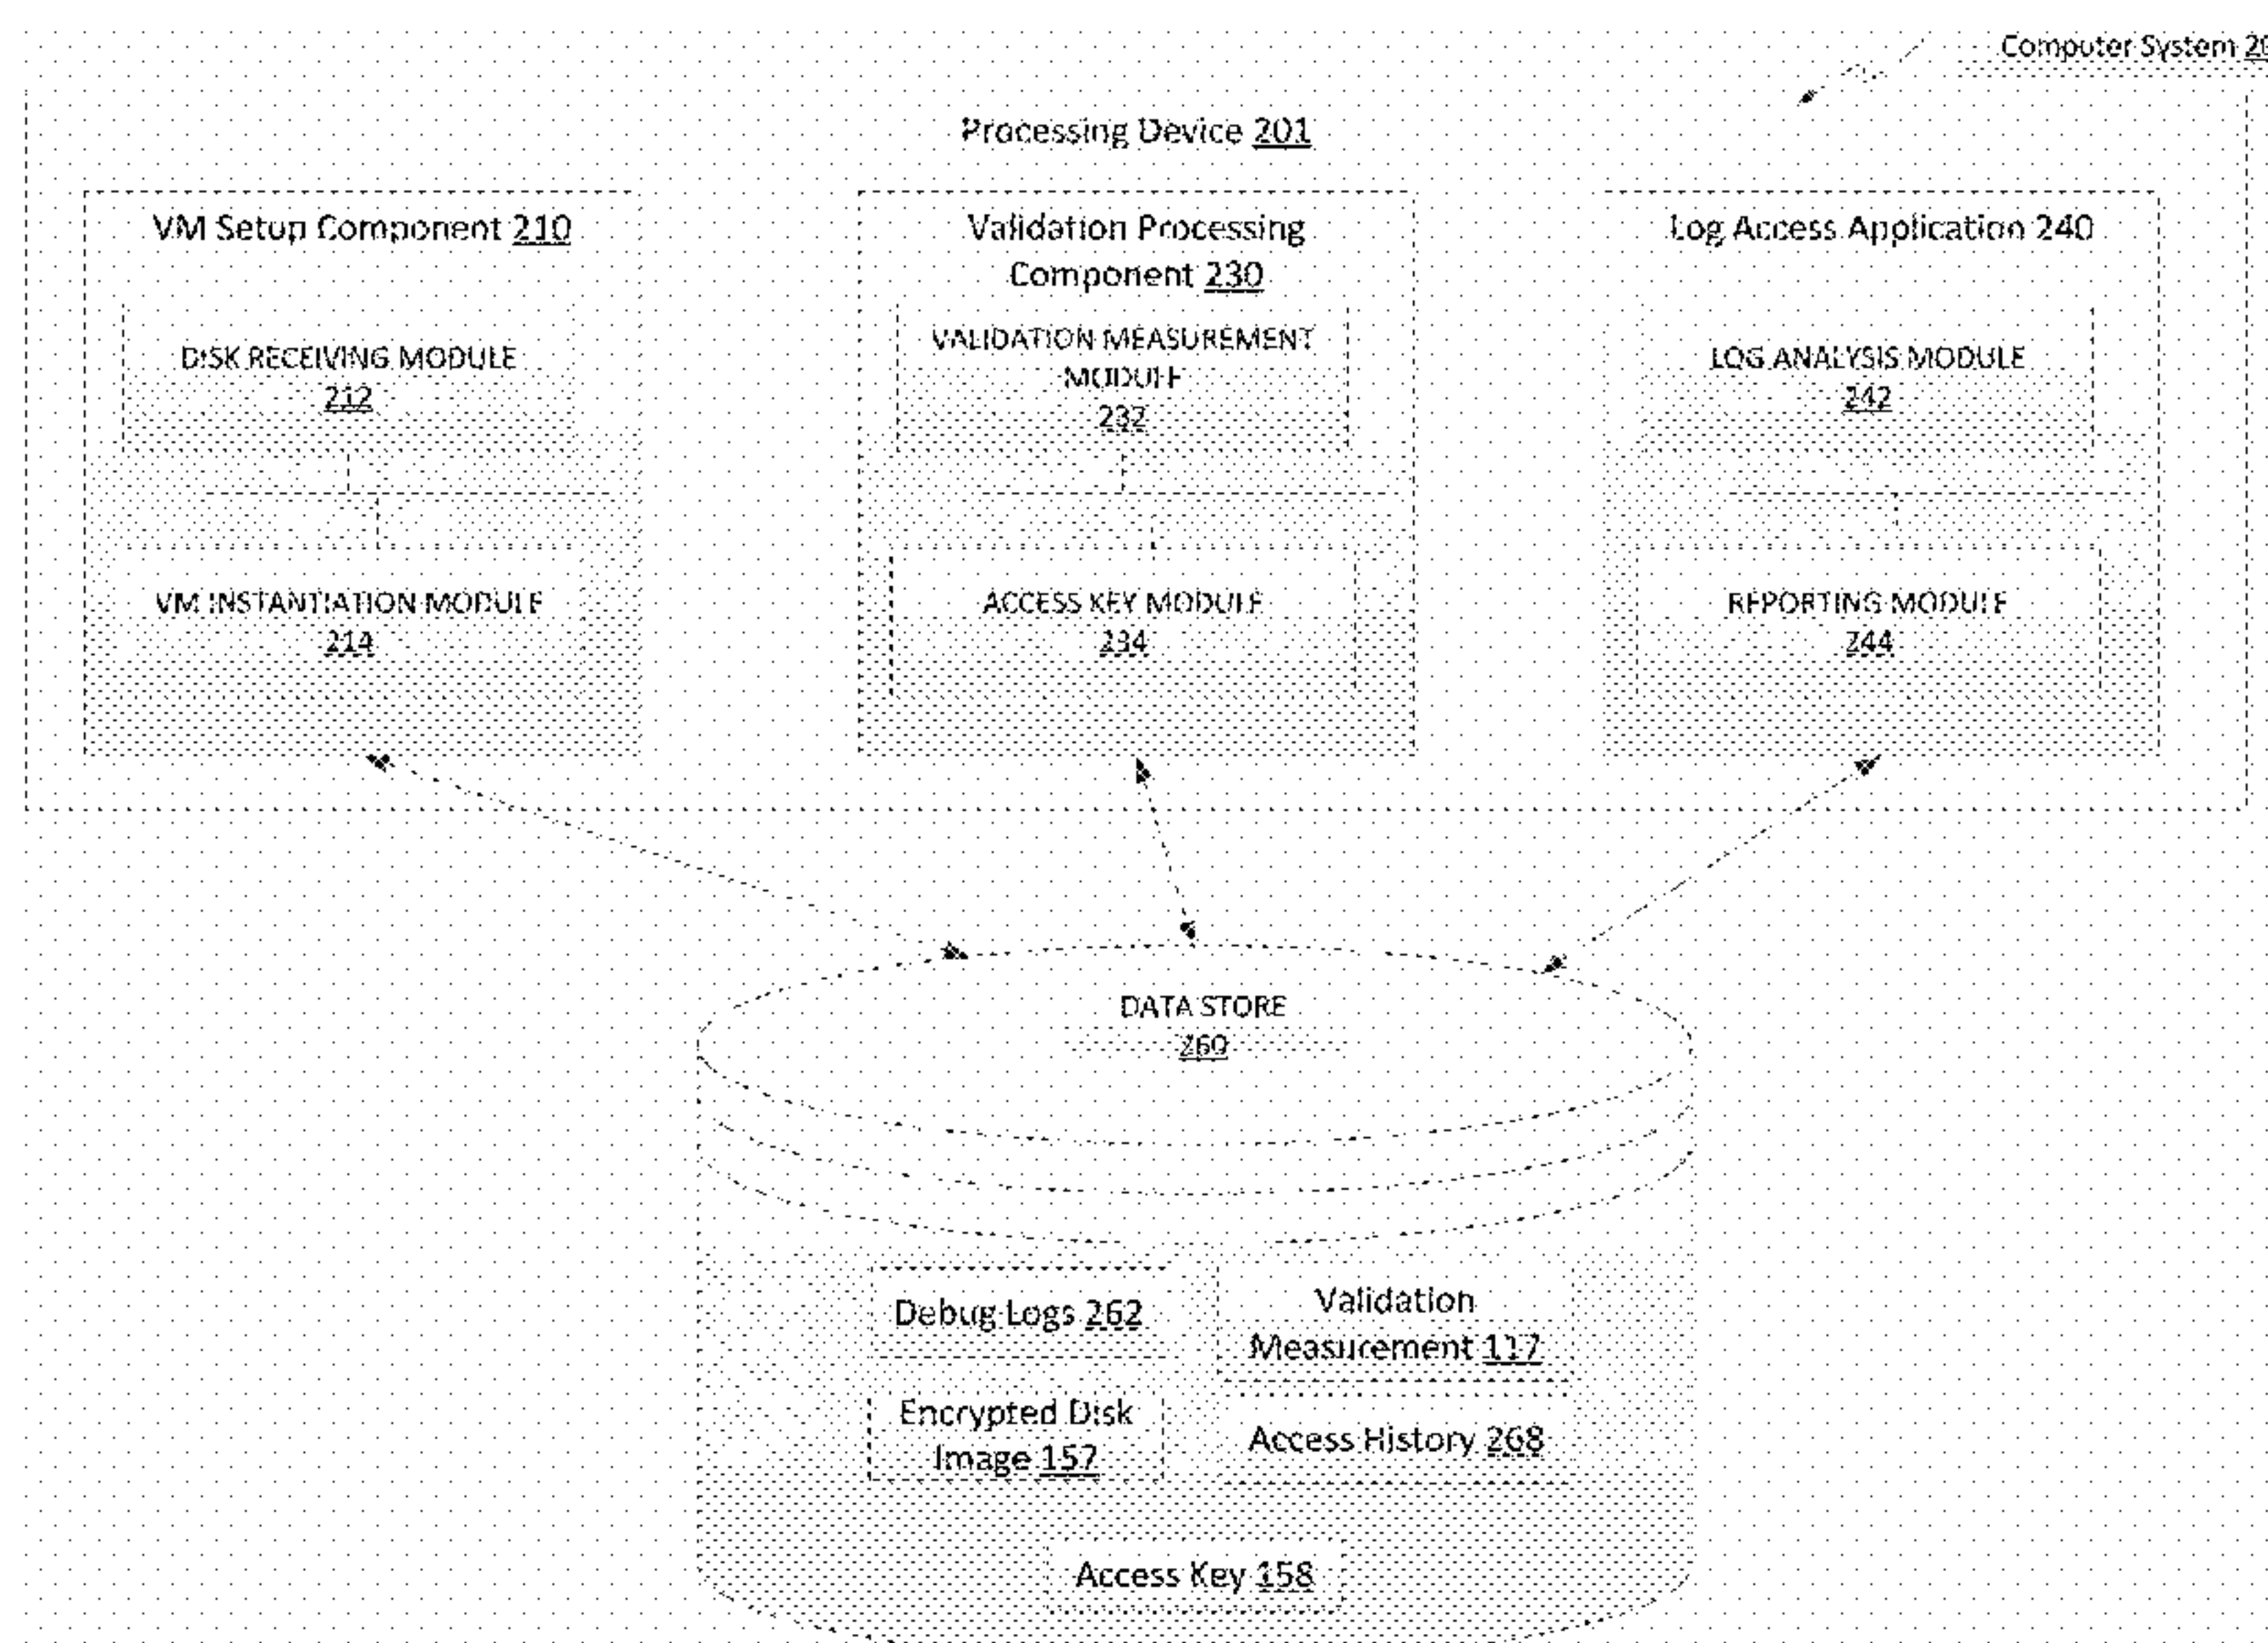 Computer System
Processing Device 201
VM Setup Component 210
DISK RECEIVING MODULE
212
VM INSTANTIATION MODULE
214
Validation Processing
Component 230
VALIDATION MEASUREMENT
MODULE
232
ACCESS KEY MODULE
234
Log Access Application 240
LOG ANALYSIS MODULE
242
REPORTING MODULE
244
DATA STORE
260
Debug Logs 262
Validation
Measurement 117
Encrypted Disk
Image 157
Access History 268
Access Key 158